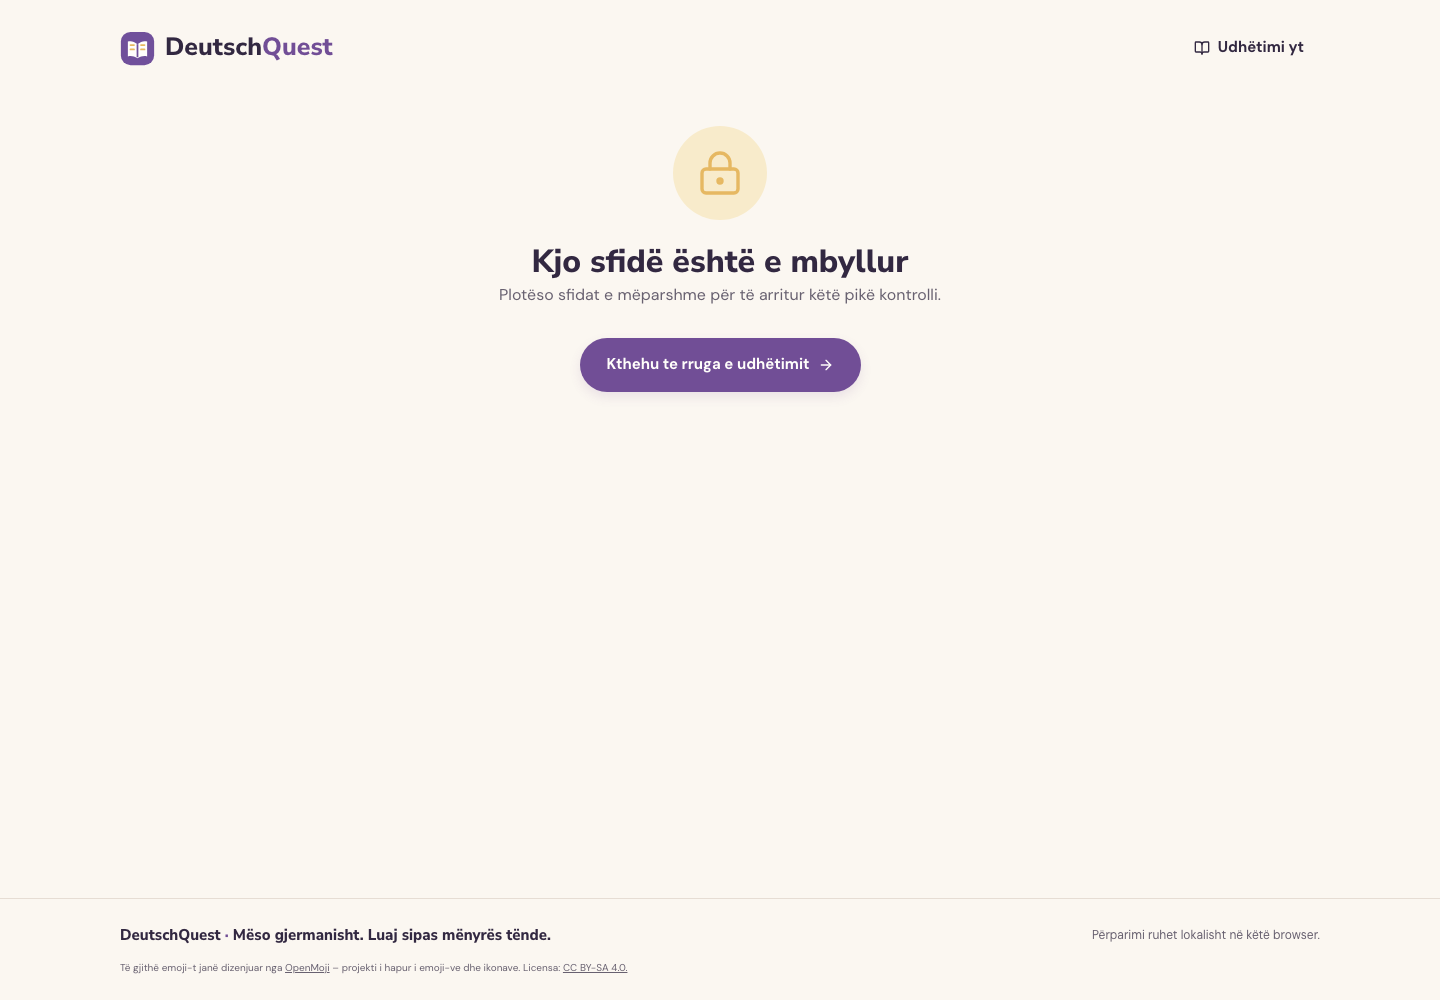 DeutschQuest
Udhëtimi yt
Kjo sfidë është e mbyllur
Plotëso sfidat e mëparshme për të arritur këtë pikë kontrolli.
Kthehu te rruga e udhëtimit →
DeutschQuest · Mëso gjermanisht. Luaj sipas mënyrës tënde.
Përparimi ruhet lokalisht në këtë browser.
Të gjithë emoji-t janë dizenjuar nga OpenMoji – projekti i hapur i emoji-ve dhe ikonave. Licensa: CC BY-SA 4.0.